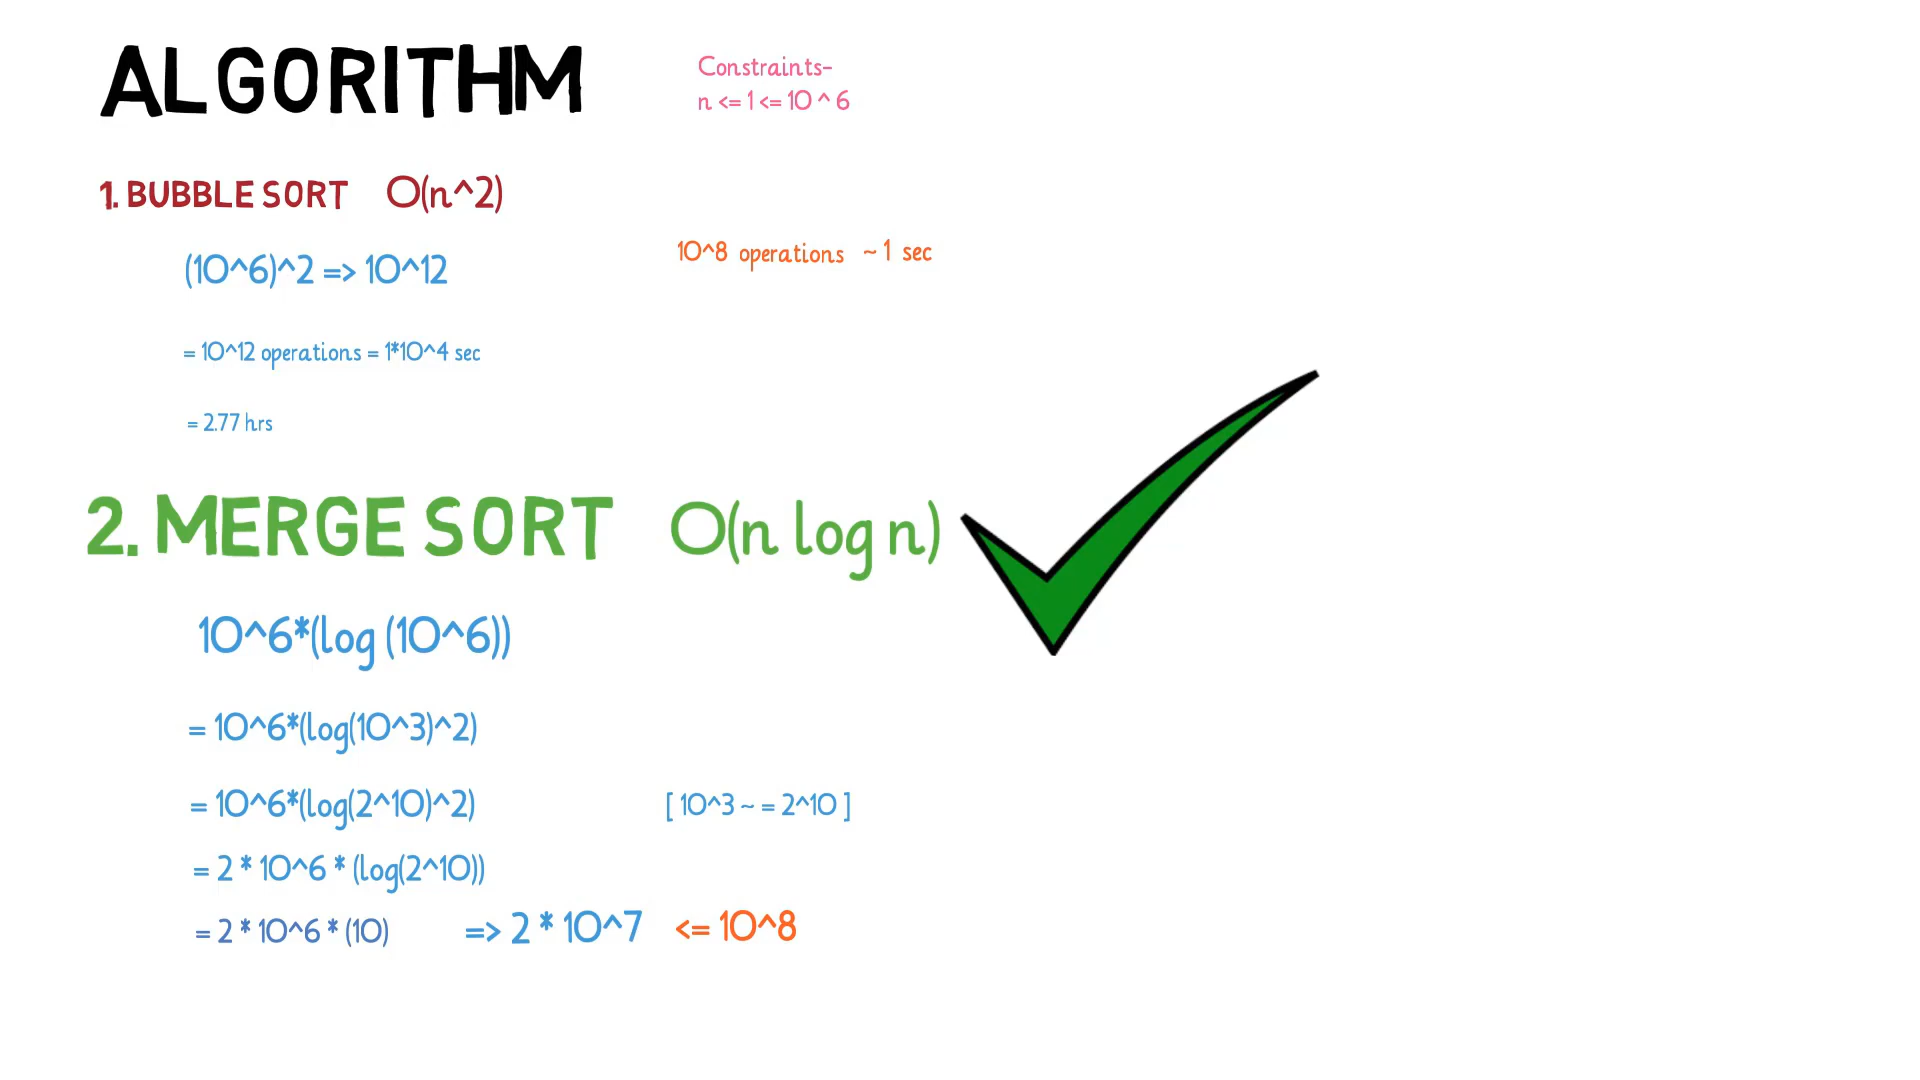 ALGORITHM
Constraints-
n <= 1 <= 10 ^ 6
1. BUBBLE SORT O(n^2)
(10^6)^2 => 10^12
10^8 operations ~ 1 sec
= 10^12 operations = 1*10^4 sec
= 2.77 hrs
2. MERGE SORT O(n log n)
10^6*(log (10^6))
= 10^6*(log(10^3)^2)
= 10^6*(log(2^10)^2) [ 10^3 ~ = 2^10 ]
= 2 * 10^6 * (log(2^10))
= 2 * 10^6 * (10) => 2 * 10^7 <= 10^8